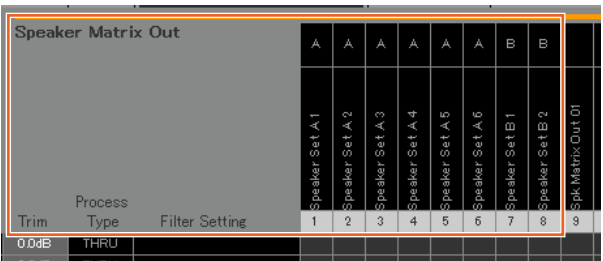 Speaker Matrix Out
A A A A A A B B
Speaker Set A 1
Speaker Set A 2
Speaker Set A 3
Speaker Set A 4
Speaker Set A 5
Speaker Set A 6
Speaker Set B 1
Speaker Set B 2
Spk.Matrix Out 01
Process
Trim Type Filter Setting 1 2 3 4 5 6 7 8 9
0.0dB THRU